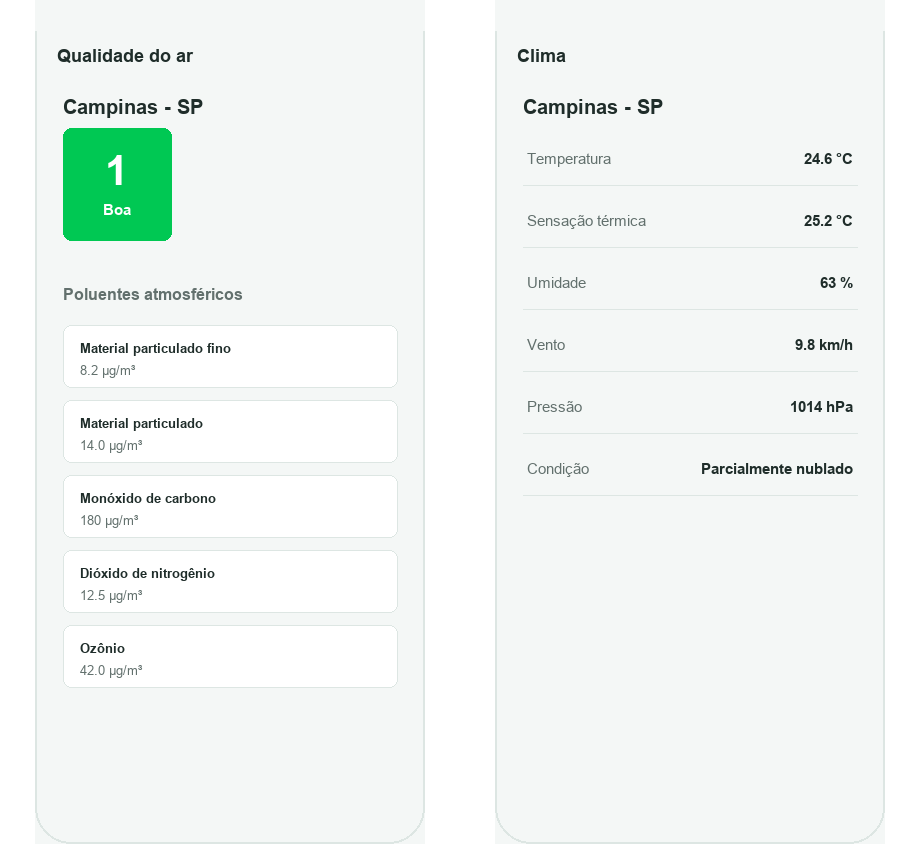 Qualidade do ar
Campinas - SP
1
Boa
Poluentes atmosféricos
Material particulado fino
8.2 µg/m³
Material particulado
14.0 µg/m³
Monóxido de carbono
180 µg/m³
Dióxido de nitrogênio
12.5 µg/m³
Ozônio
42.0 µg/m³
Clima
Campinas - SP
Temperatura 24.6 °C
Sensação térmica 25.2 °C
Umidade 63 %
Vento 9.8 km/h
Pressão 1014 hPa
Condição Parcialmente nublado